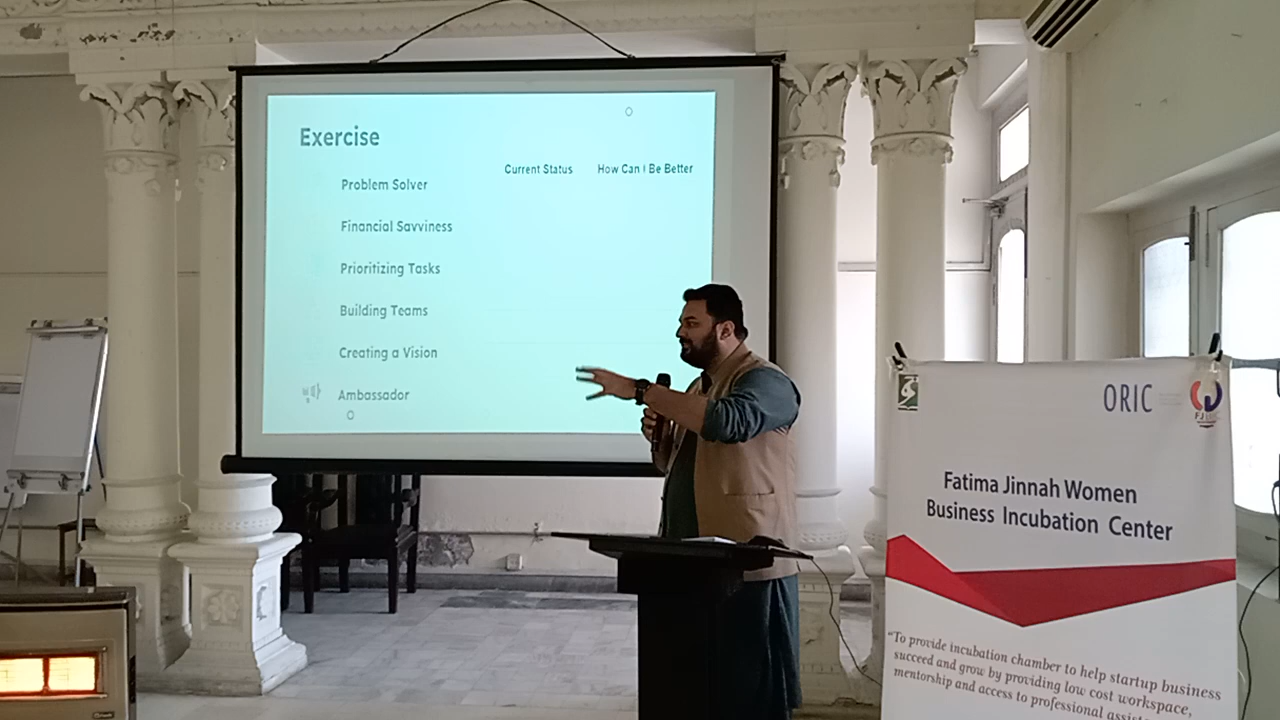 Exercise
Current Status
How Can I Be Better
Problem Solver
Financial Savviness
Prioritizing Tasks
Building Teams
Creating a Vision
Ambassador
ORIC
Fatima Jinnah Women
Business Incubation Center
“To provide incubation chamber to help startup business
succeed and grow by providing low cost workspace,
mentorship and access to professional